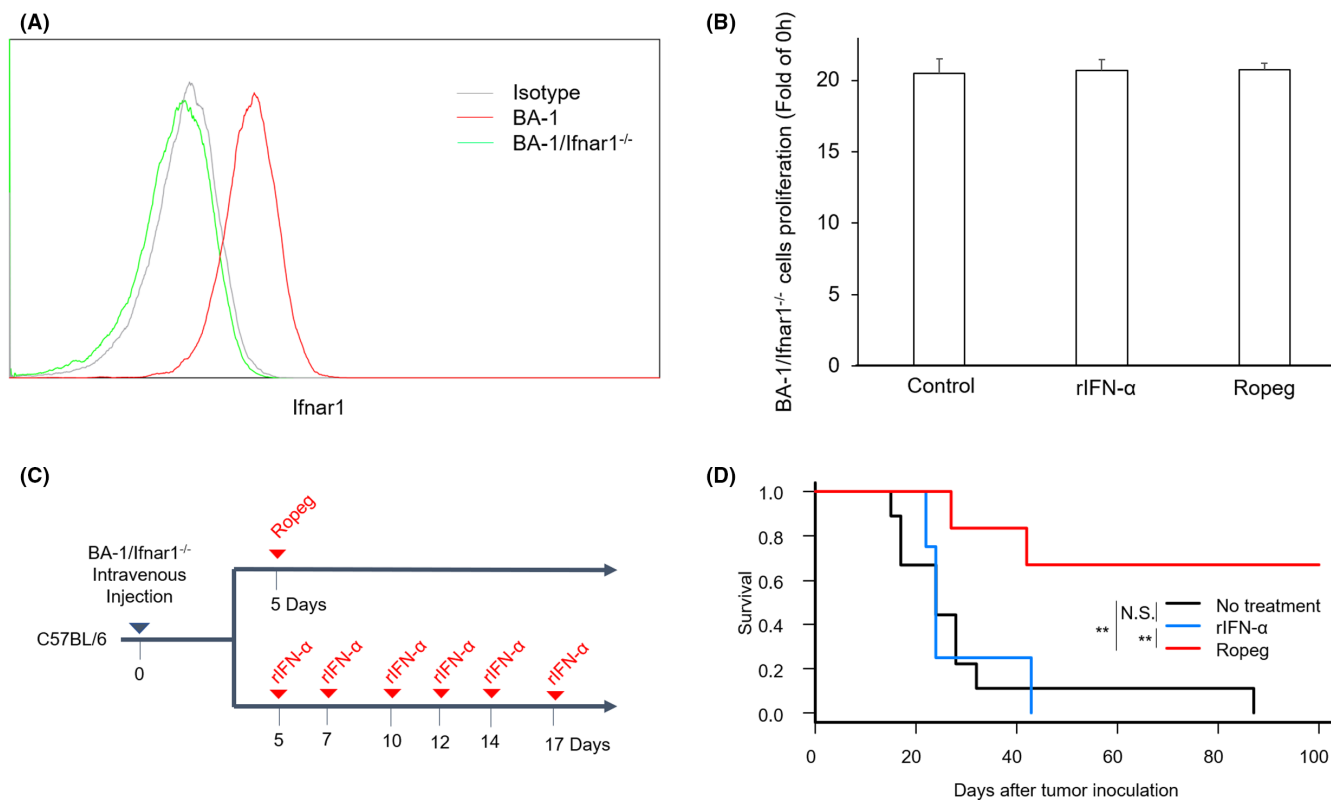 (A)
Isotype
BA-1
BA-1/Ifnar1-/-
Ifnar1
(B)
BA-1/Ifnar1-/- cells proliferation (Fold of 0h)
20
15
10
5
0
Control
rIFN-α
Ropeg
(C)
BA-1/Ifnar1-/-
Intravenous
Injection
C57BL/6
0
Ropeg
5 Days
rIFN-α
rIFN-α
rIFN-α
rIFN-α
rIFN-α
rIFN-α
5
7
10
12
14
17 Days
(D)
Survival
1.0
0.8
0.6
0.4
0.2
0.0
0
20
40
60
80
100
Days after tumor inoculation
**
N.S.
**
No treatment
rIFN-α
Ropeg